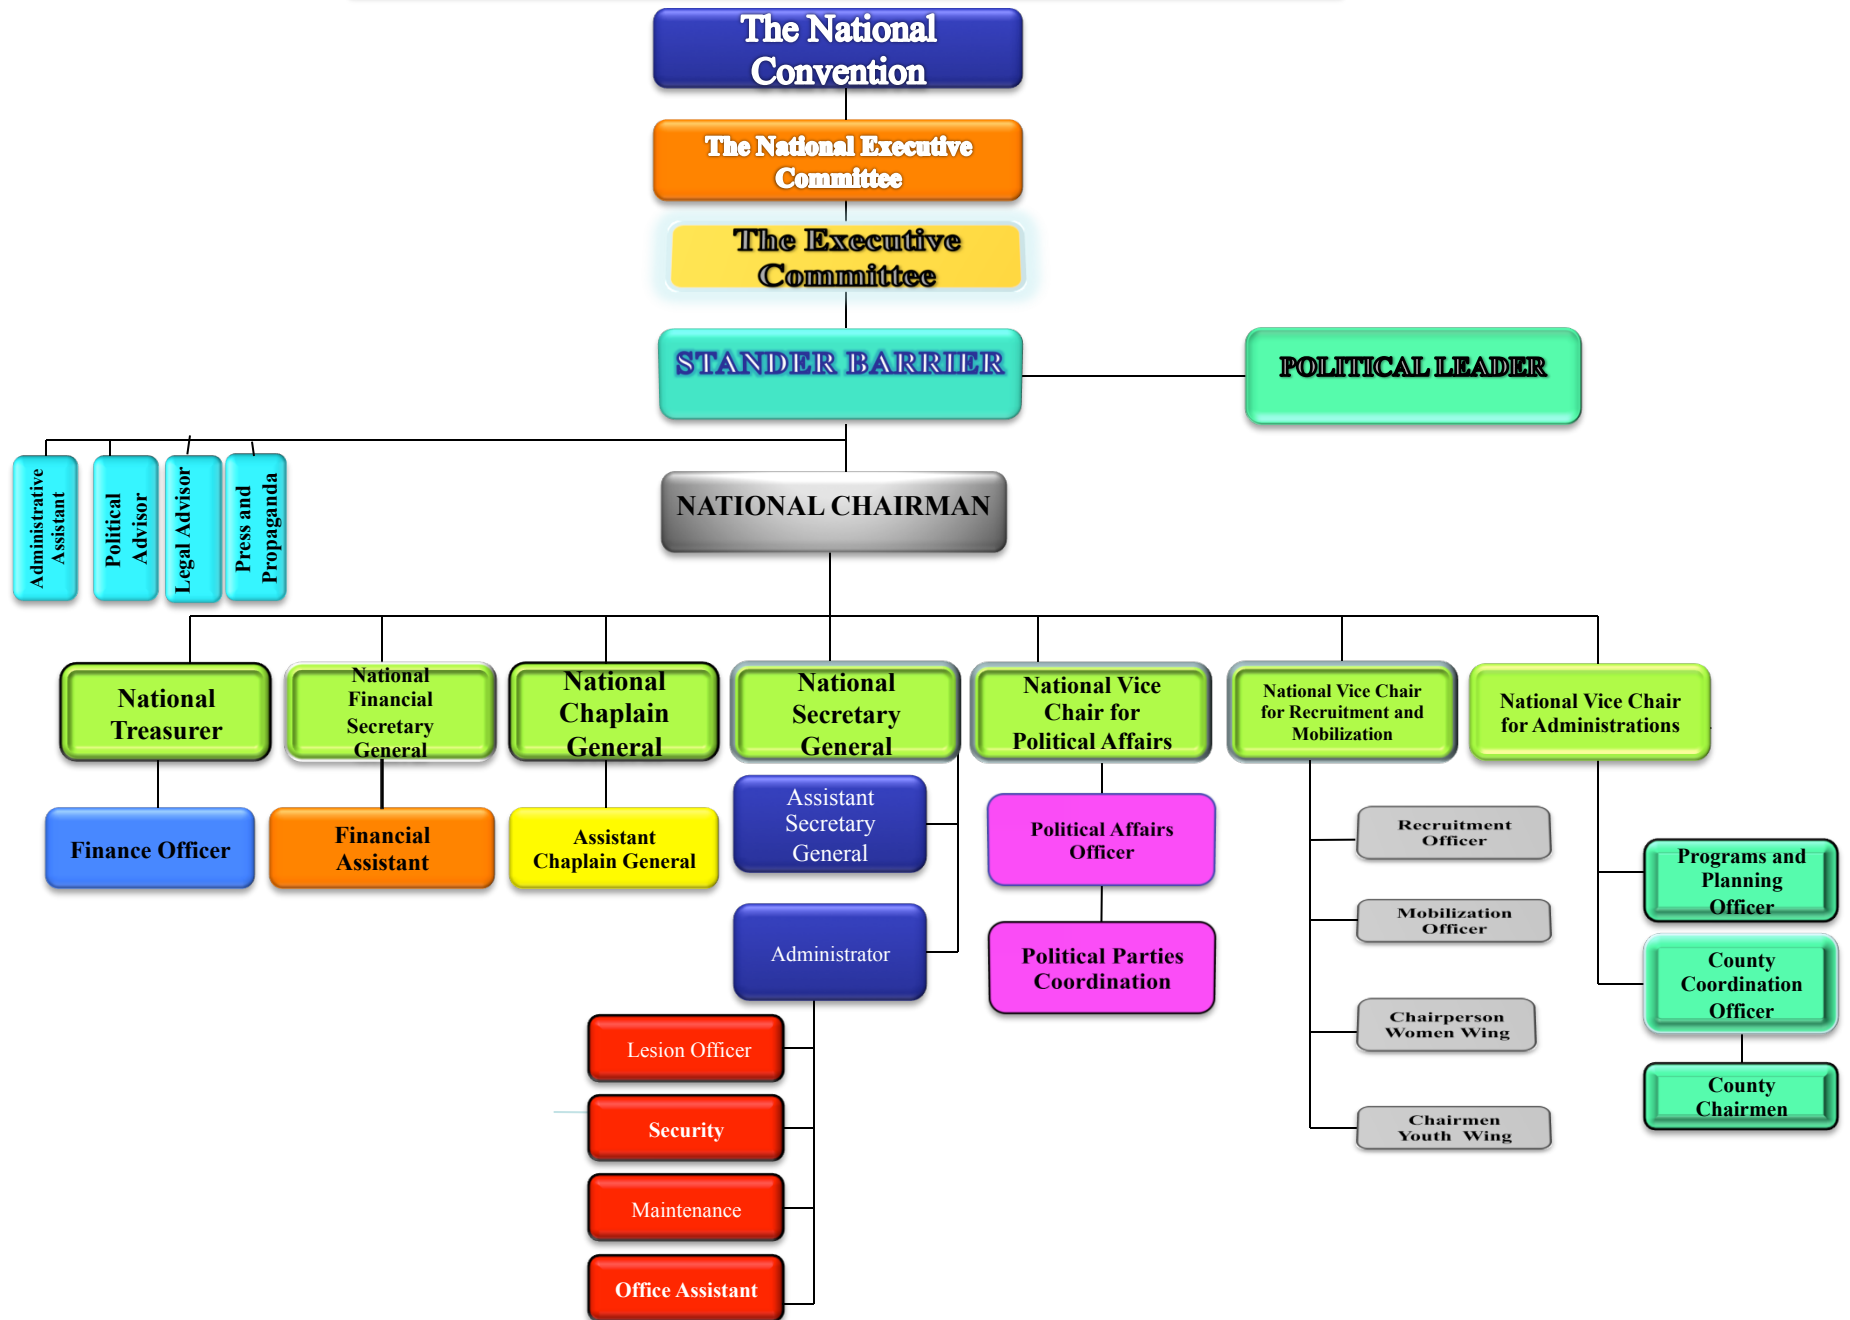 The National
Convention
The National Executive
Committee
The Executive
Committee
STANDER BARRIER
POLITICAL LEADER
Administrative
Assistant
Political
Advisor
Legal Advisor
Press and
Propaganda
NATIONAL CHAIRMAN
National
Treasurer
National
Financial
Secretary
General
National
Chaplain
General
National
Secretary
General
National Vice
Chair for
Political Affairs
National Vice Chair
for Recruitment and
Mobilization
National Vice Chair
for Administrations
Finance Officer
Financial
Assistant
Assistant
Chaplain General
Assistant
Secretary
General
Administrator
Political Affairs
Officer
Political Parties
Coordination
Recruitment
Officer
Mobilization
Officer
Chairperson
Women Wing
Chairmen
Youth Wing
Programs and
Planning
Officer
County
Coordination
Officer
County
Chairmen
Lesion Officer
Security
Maintenance
Office Assistant